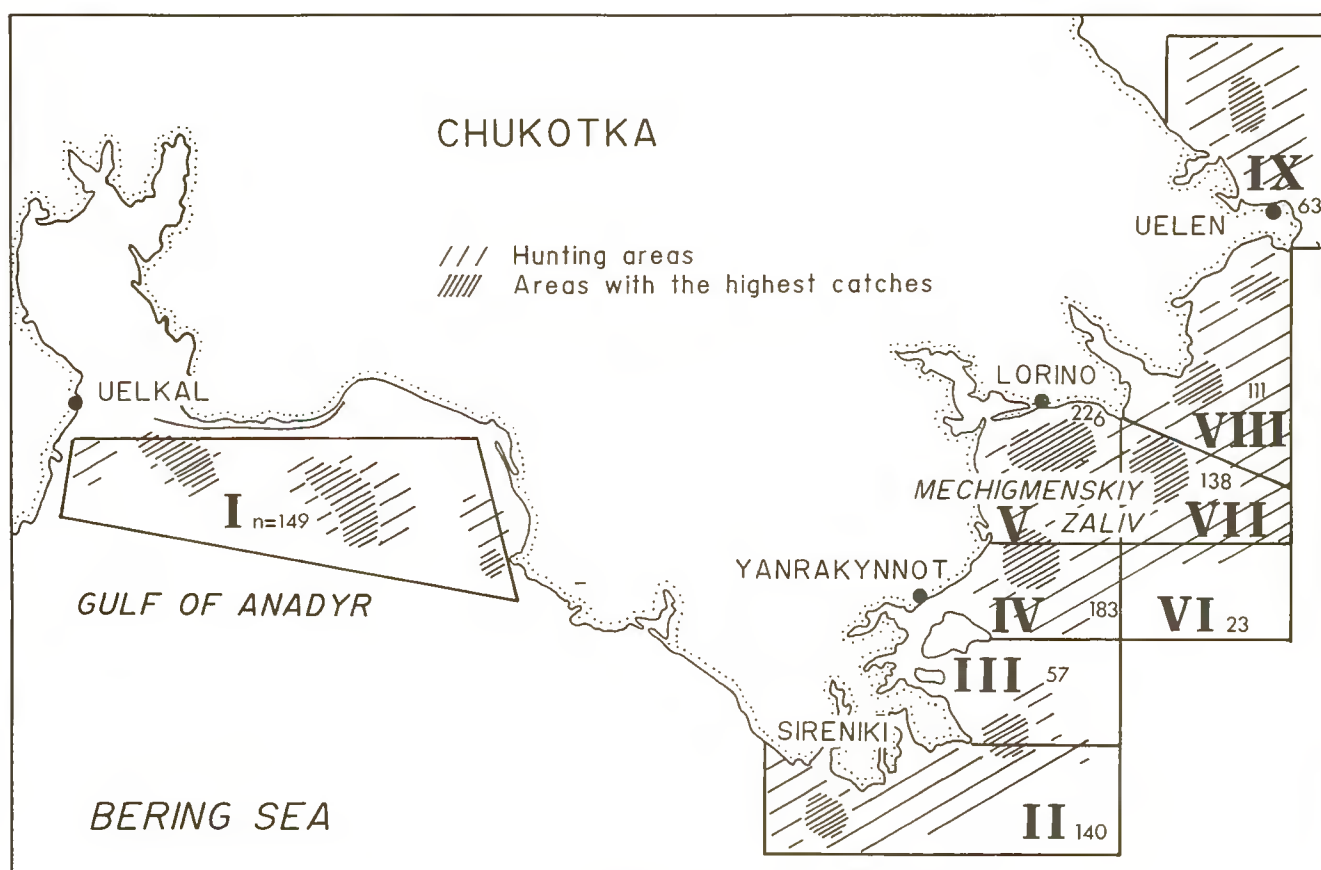 CHUKOTKA
Hunting areas
Areas with the highest catches
IX
63
UELEN
UELKAL
LORINO
226
111
VIII
MECHIGMENSKIY
138
ZALIV
V
VII
I n=149
YANRAKYNNOT
GULF OF ANADYR
IV 183
VI 23
III 57
SIRENIKI
BERING SEA
II 140